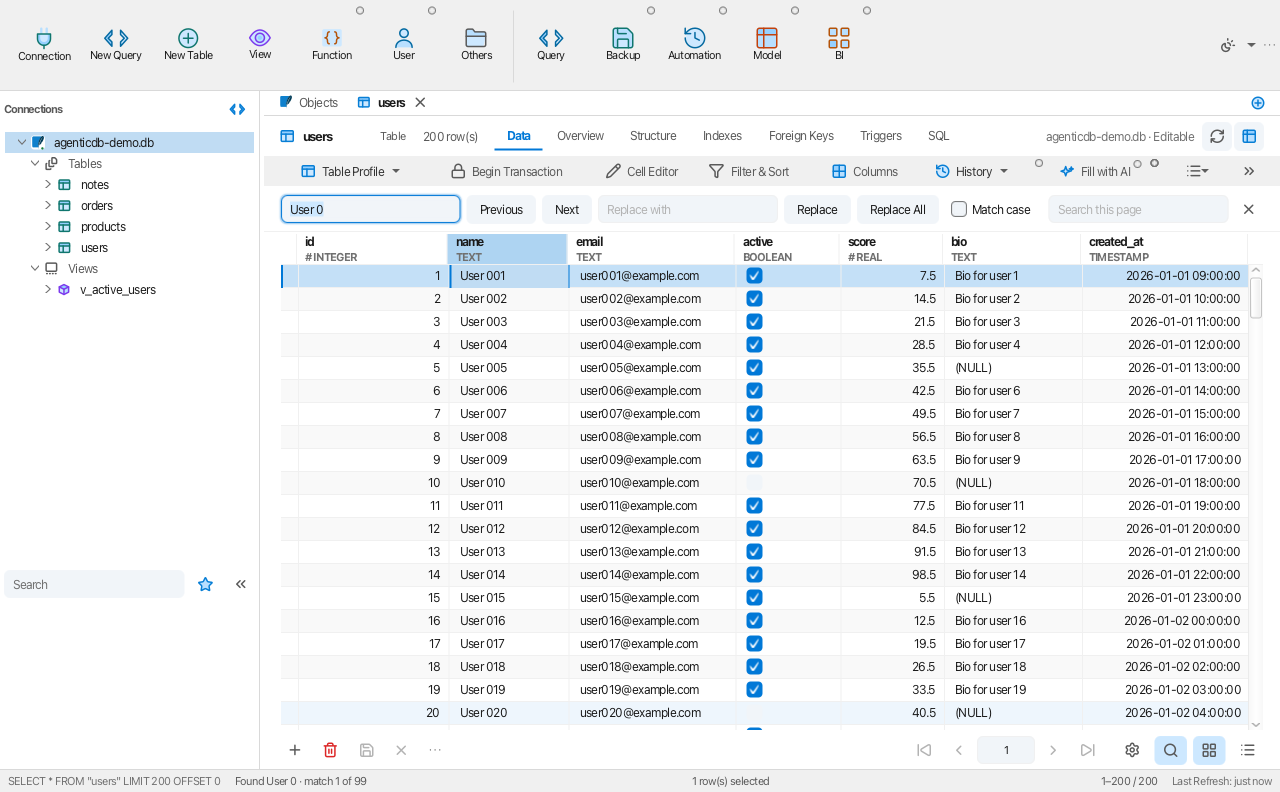 Connection New Query New Table View Function User Others Query Backup Automation Model BI
Connections
agenticdb-demo.db
Tables
notes
orders
products
users
Views
v_active_users
Search
Objects users
users Table 200 row(s) Data Overview Structure Indexes Foreign Keys Triggers SQL agenticdb-demo.db · Editable
Table Profile Begin Transaction Cell Editor Filter & Sort Columns History Fill with AI
User 0 Previous Next Replace with Replace Replace All Match case Search this page
id name email active score bio created_at
# INTEGER TEXT TEXT BOOLEAN # REAL TEXT TIMESTAMP
1 User 001 user001@example.com 7.5 Bio for user 1 2026-01-01 09:00:00
2 User 002 user002@example.com 14.5 Bio for user 2 2026-01-01 10:00:00
3 User 003 user003@example.com 21.5 Bio for user 3 2026-01-01 11:00:00
4 User 004 user004@example.com 28.5 Bio for user 4 2026-01-01 12:00:00
5 User 005 user005@example.com 35.5 (NULL) 2026-01-01 13:00:00
6 User 006 user006@example.com 42.5 Bio for user 6 2026-01-01 14:00:00
7 User 007 user007@example.com 49.5 Bio for user 7 2026-01-01 15:00:00
8 User 008 user008@example.com 56.5 Bio for user 8 2026-01-01 16:00:00
9 User 009 user009@example.com 63.5 Bio for user 9 2026-01-01 17:00:00
10 User 010 user010@example.com 70.5 (NULL) 2026-01-01 18:00:00
11 User 011 user011@example.com 77.5 Bio for user 11 2026-01-01 19:00:00
12 User 012 user012@example.com 84.5 Bio for user 12 2026-01-01 20:00:00
13 User 013 user013@example.com 91.5 Bio for user 13 2026-01-01 21:00:00
14 User 014 user014@example.com 98.5 Bio for user 14 2026-01-01 22:00:00
15 User 015 user015@example.com 5.5 (NULL) 2026-01-01 23:00:00
16 User 016 user016@example.com 12.5 Bio for user 16 2026-01-02 00:00:00
17 User 017 user017@example.com 19.5 Bio for user 17 2026-01-02 01:00:00
18 User 018 user018@example.com 26.5 Bio for user 18 2026-01-02 02:00:00
19 User 019 user019@example.com 33.5 Bio for user 19 2026-01-02 03:00:00
20 User 020 user020@example.com 40.5 (NULL) 2026-01-02 04:00:00
1
SELECT * FROM "users" LIMIT 200 OFFSET 0 Found User 0 · match 1 of 99 1 row(s) selected 1–200 / 200 Last Refresh: just now